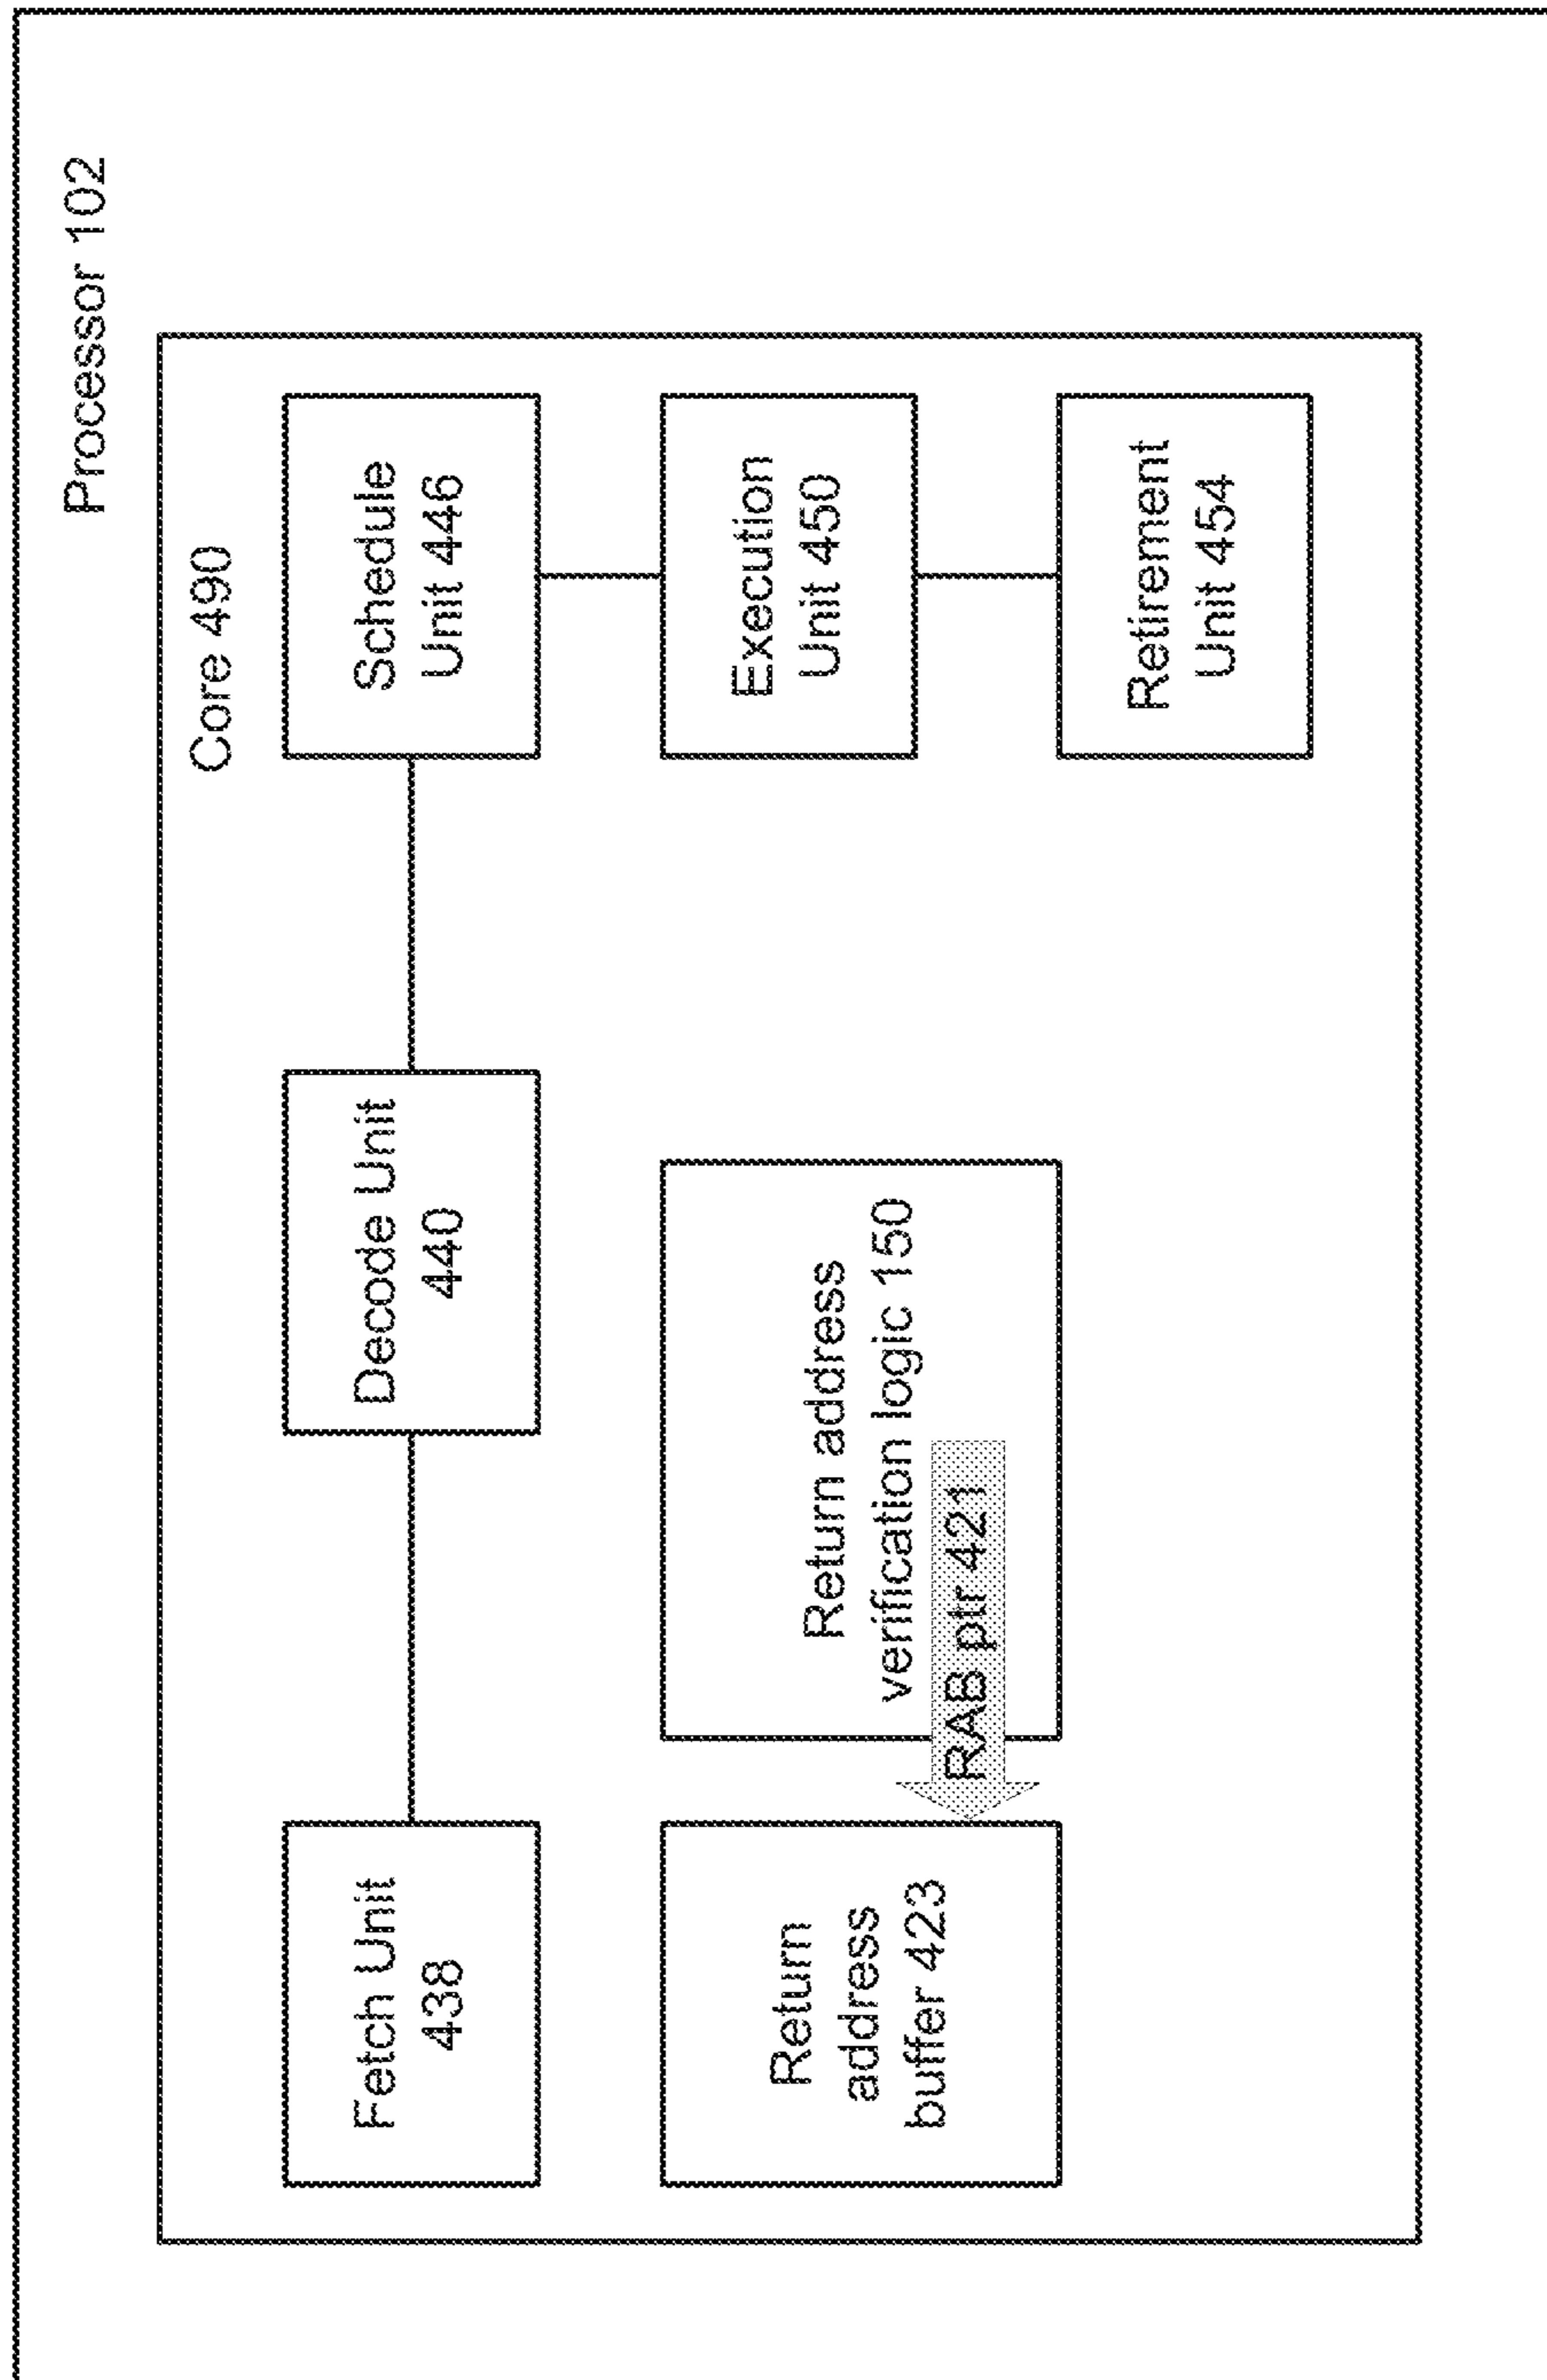 Processor 102
Core 490
Fetch Unit
438
Decode Unit
440
Schedule
Unit 446
Return
address
buffer 423
Return address
verification logic 150
RAB ptr 421
Execution
Unit 450
Retirement
Unit 454